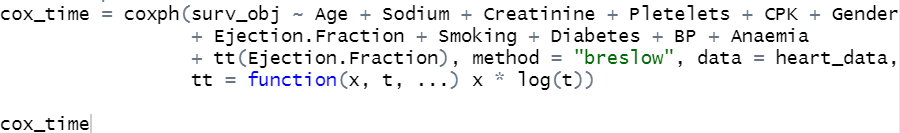 cox_time = coxph(surv_obj ~ Age + Sodium + Creatinine + Pletelets + CPK + Gender
+ Ejection.Fraction + Smoking + Diabetes + BP + Anaemia
+ tt(Ejection.Fraction), method = "breslow", data = heart_data,
tt = function(x, t, ...) x * log(t))
cox_time